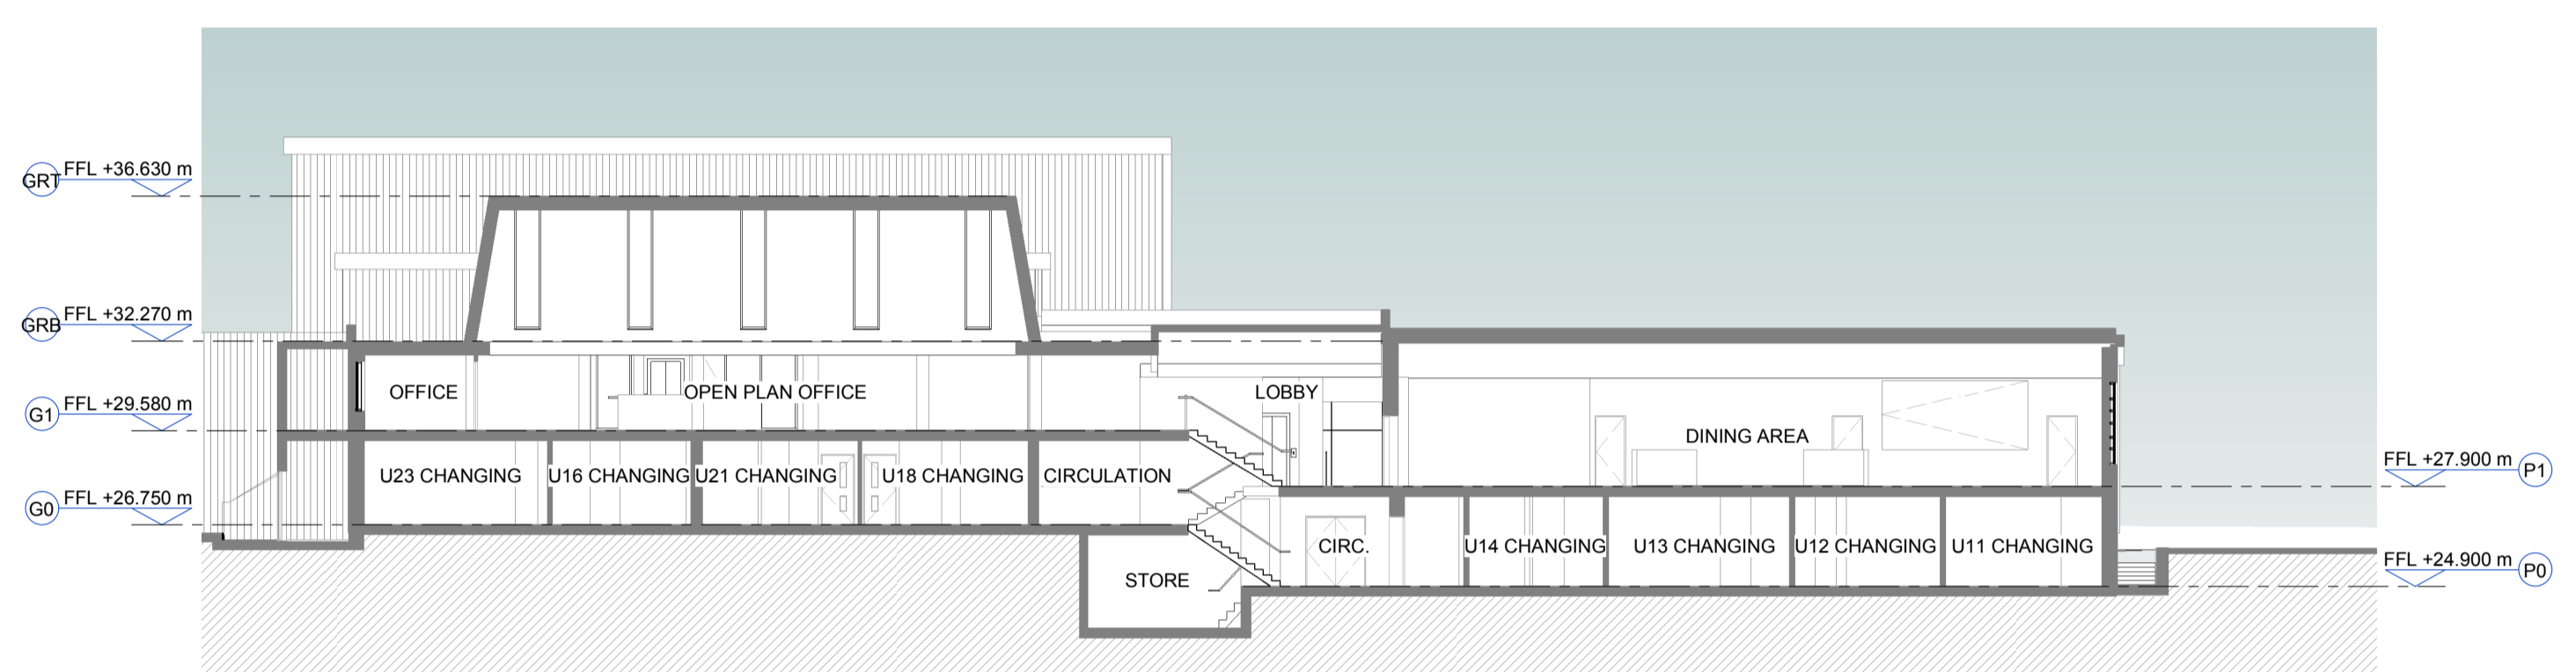 GRT FFL +36.630 m
GRB FFL +32.270 m
OFFICE OPEN PLAN OFFICE LOBBY
G1 FFL +29.580 m
DINING AREA
U23 CHANGING U16 CHANGING U21 CHANGING U18 CHANGING CIRCULATION
FFL +27.900 m P1
G0 FFL +26.750 m
CIRC. U14 CHANGING U13 CHANGING U12 CHANGING U11 CHANGING
STORE
FFL +24.900 m P0